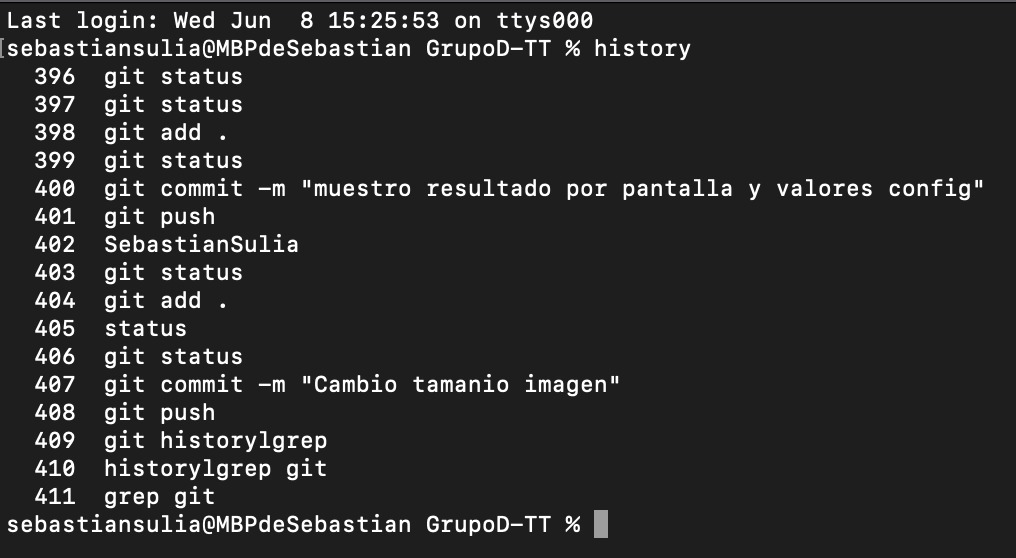 Last login: Wed Jun  8 15:25:53 on ttys000
[sebastiansulia@MBPdeSebastian GrupoD-TT % history
  396  git status
  397  git status
  398  git add .
  399  git status
  400  git commit -m "muestro resultado por pantalla y valores config"
  401  git push
  402  SebastianSulia
  403  git status
  404  git add .
  405  status
  406  git status
  407  git commit -m "Cambio tamanio imagen"
  408  git push
  409  git historylgrep
  410  historylgrep git
  411  grep git
sebastiansulia@MBPdeSebastian GrupoD-TT %